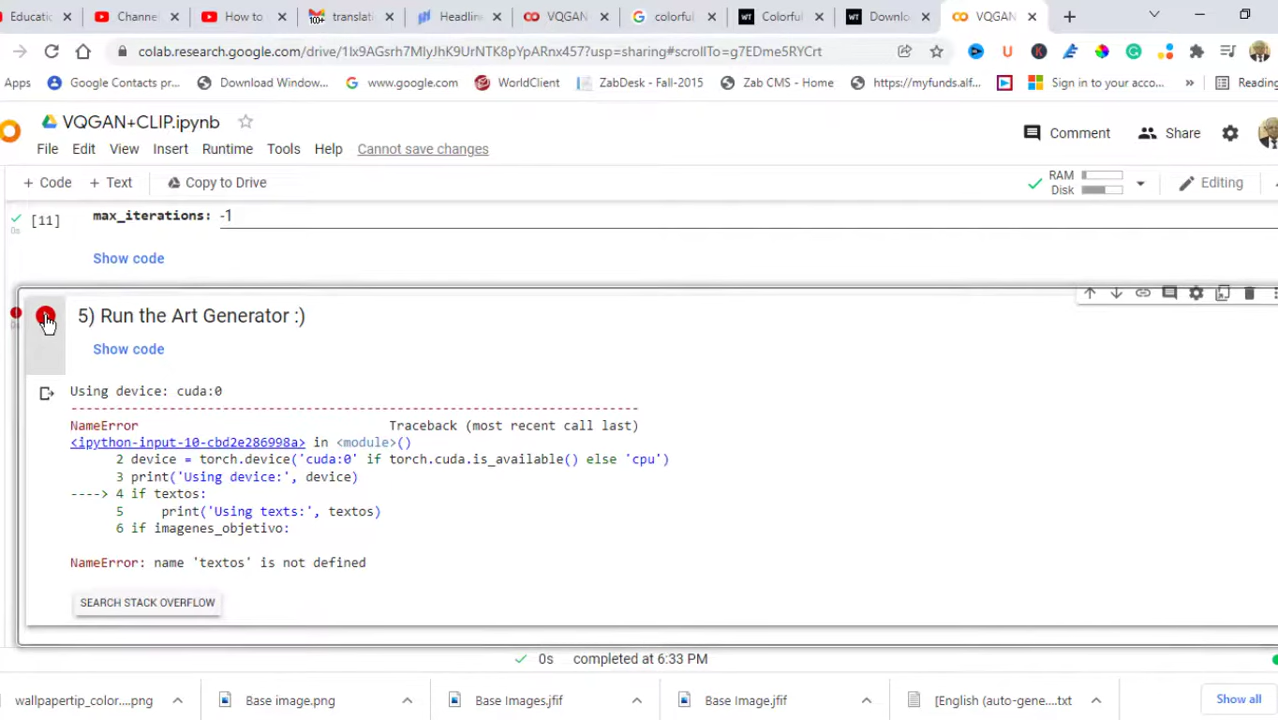 Educatio
Channel
How to
translati
Headlin
VQGAN
colorful
Colorful
Downlo
VQGAN
colab.research.google.com/drive/1lx9AGsrh7MlyJhK9UrNTK8pYpARnx457?usp=sharing#scrollTo=g7EDme5RYCrt
Apps
Google Contacts pr...
Download Window...
www.google.com
WorldClient
ZabDesk - Fall-2015
Zab CMS - Home
https://myfunds.alf...
Sign in to your acco...
»
Reading
VQGAN+CLIP.ipynb
Comment
Share
File Edit View Insert Runtime Tools Help Cannot save changes
+ Code + Text Copy to Drive
RAM
Disk
Editing
[11] max_iterations: -1
0s
Show code
5) Run the Art Generator :)
0s
Show code
Using device: cuda:0
---------------------------------------------------------------------------
NameError Traceback (most recent call last)
<ipython-input-10-cbd2e286998a> in <module>()
2 device = torch.device('cuda:0' if torch.cuda.is_available() else 'cpu')
3 print('Using device:', device)
----> 4 if textos:
5 print('Using texts:', textos)
6 if imagenes_objetivo:
NameError: name 'textos' is not defined
SEARCH STACK OVERFLOW
0s completed at 6:33 PM
wallpapertip_color....png
Base image.png
Base Images.jfif
Base Image.jfif
[English (auto-gene....txt
Show all